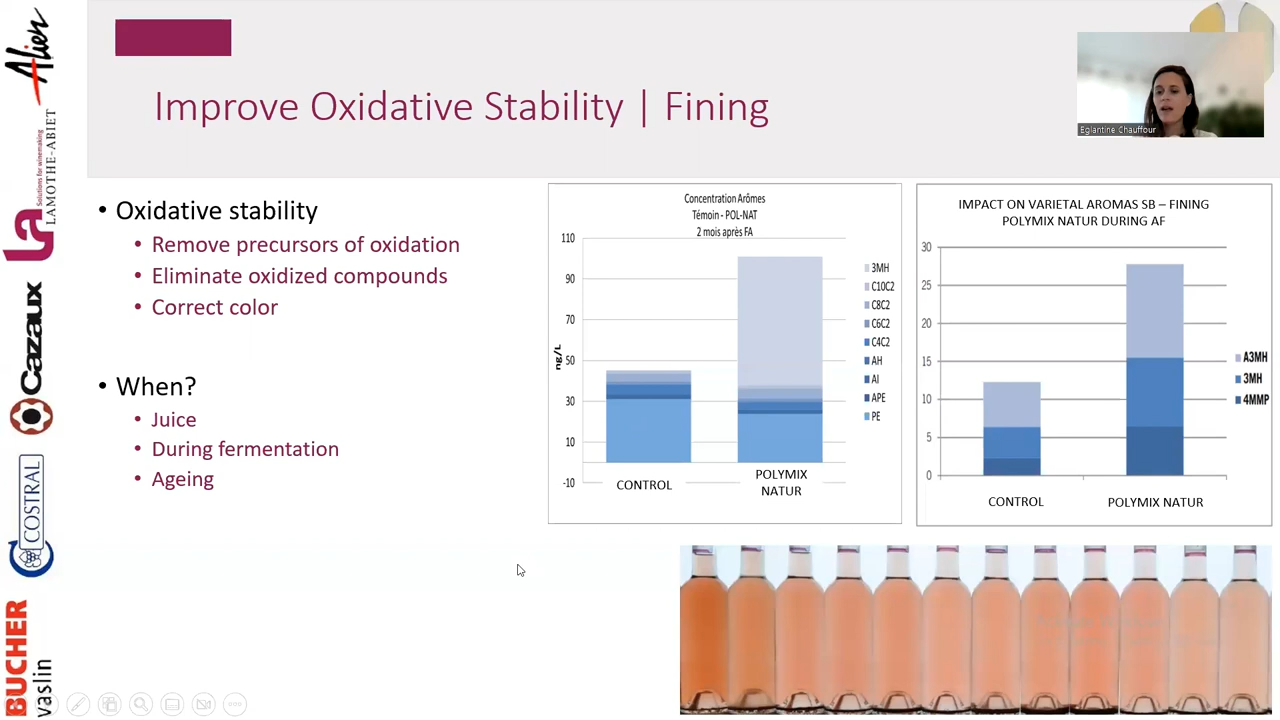 Alien
La
Solutions for winemaking
LAMOTHE-ABIET
Cazaux
COSTRAL
BUCHER
vaslin
Improve Oxidative Stability | Fining
Eglantine Chauffour
• Oxidative stability
• Remove precursors of oxidation
• Eliminate oxidized compounds
• Correct color
• When?
• Juice
• During fermentation
• Ageing
Concentration Arômes
Témoin - POL-NAT
2 mois après FA
110
90
70
50
30
10
-10
ng/L
CONTROL
POLYMIX
NATUR
3MH
C10C2
C8C2
C6C2
C4C2
AH
AI
APE
PE
IMPACT ON VARIETAL AROMAS SB – FINING
POLYMIX NATUR DURING AF
30
25
20
15
10
5
0
CONTROL
POLYMIX NATUR
A3MH
3MH
4MMP